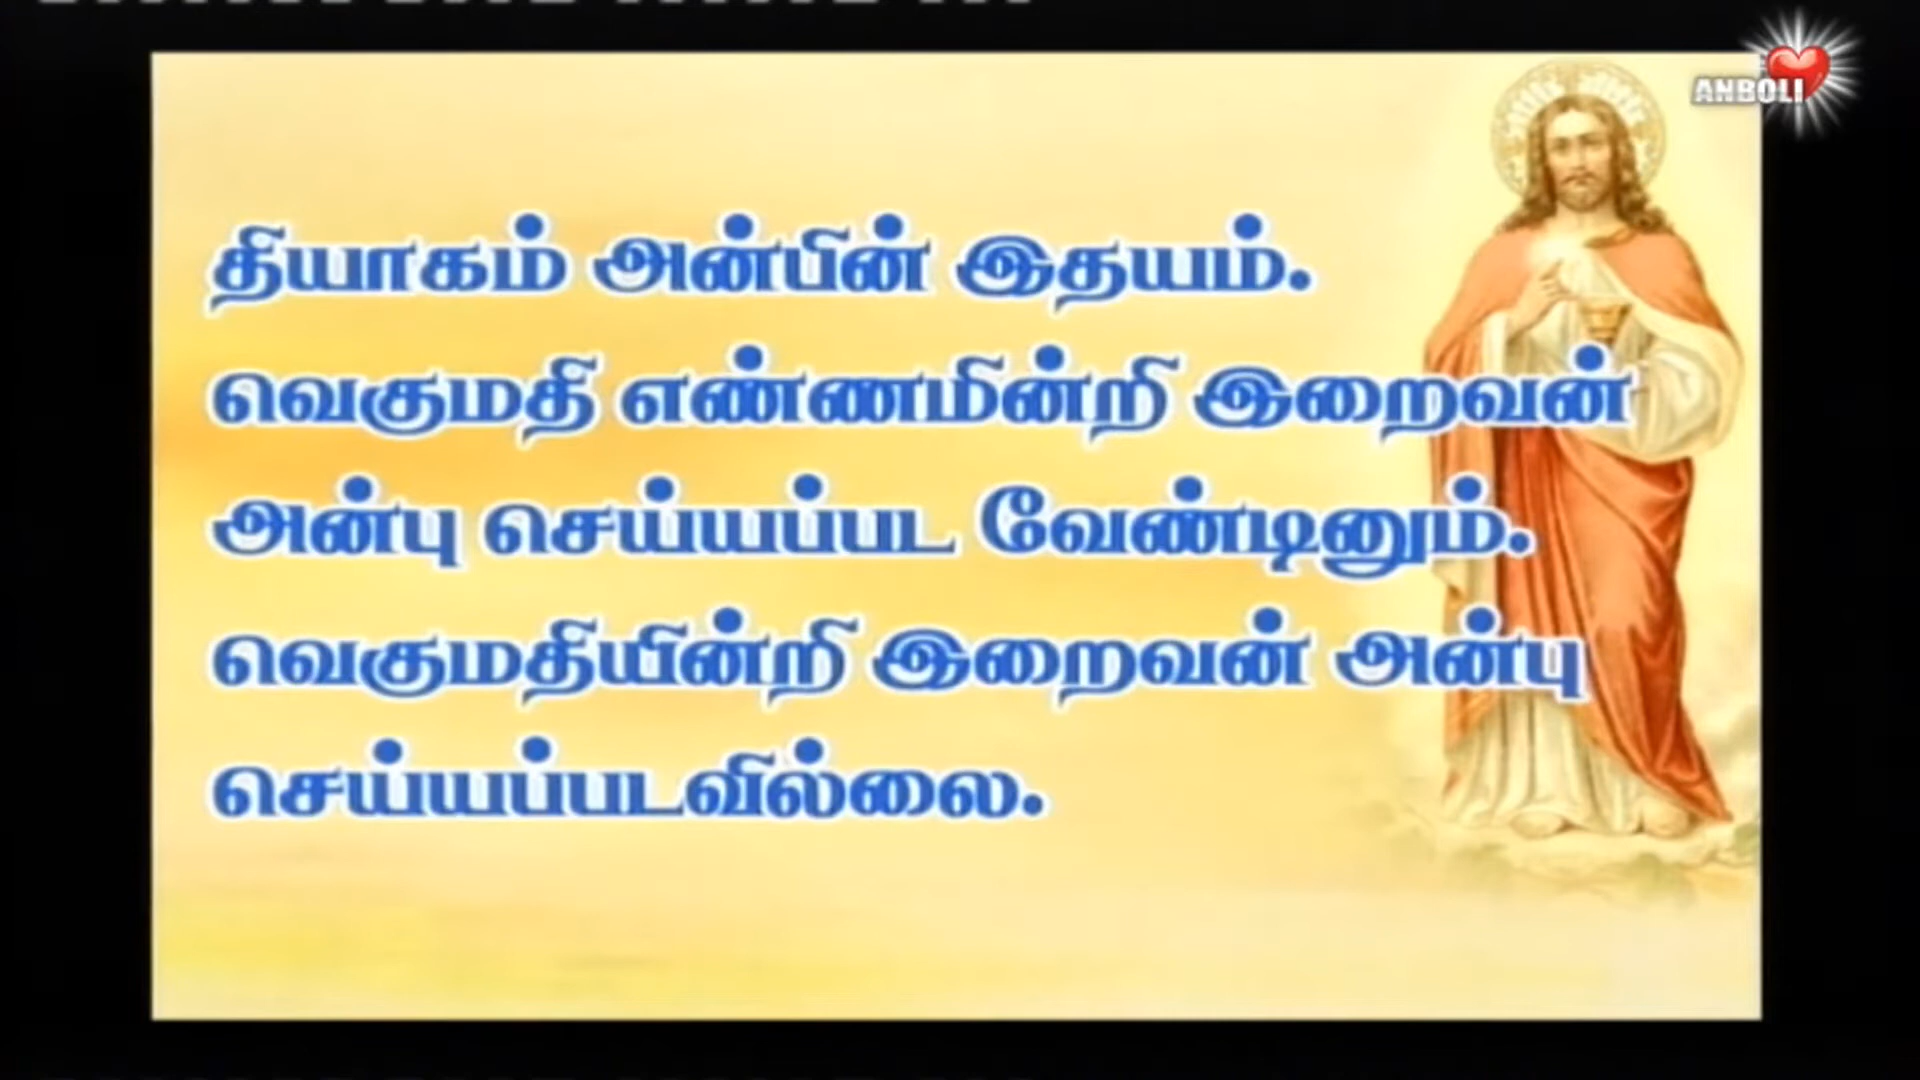 ANBOLI
தியாகம் அன்பின் இதயம்.
வெகுமதி எண்ணமின்றி இறைவன்
அன்பு செய்யப்பட வேண்டினும்.
வெகுமதியின்றி இறைவன் அன்பு
செய்யப்படவில்லை.